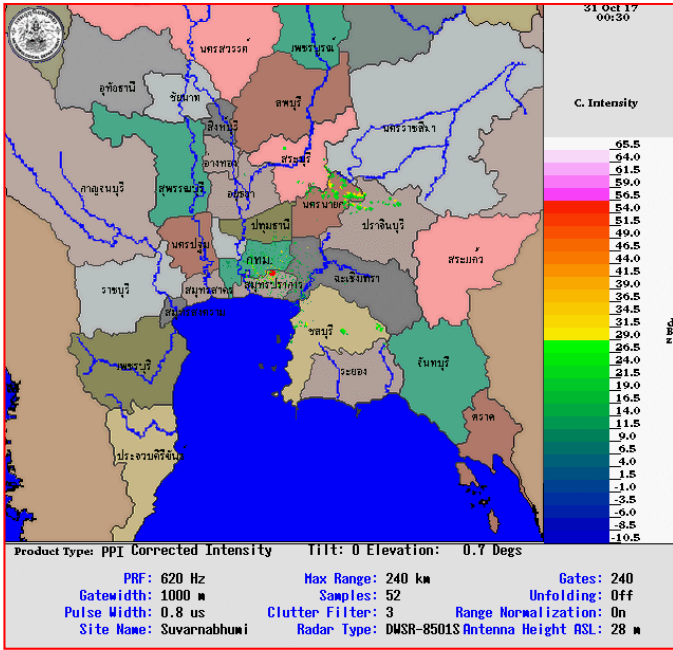 31 Oct 17
00:30
C. Intensity
65.5
64.0
61.5
59.0
56.5
54.0
51.5
49.0
46.5
44.0
41.5
39.0
36.5
34.0
31.5
29.0
26.5
24.0
21.5
19.0
16.5
14.0
11.5
9.0
6.5
4.0
1.5
-1.0
-3.5
-6.0
-8.5
-10.5
นครสวรรค์
เพชรบูรณ์
อุทัยธานี
ชัยนาท
ลพบุรี
สิงห์บุรี
นครราชสีมา
อ่างทอง
สระบุรี
กาญจนบุรี
สุพรรณบุรี
อยุธยา
นครนายก
ปทุมธานี
ปราจีนบุรี
นครปฐม
กทม.
สระแก้ว
ราชบุรี
สมุทรสาคร
สมุทรปราการ
ฉะเชิงเทรา
สมุทรสงคราม
ชลบุรี
เพชรบุรี
ระยอง
จันทบุรี
ตราด
ประจวบคีรีขันธ์
Product Type: PPI Corrected Intensity Tilt: 0 Elevation: 0.7 Degs
PRF: 620 Hz Max Range: 240 km Gates: 240
Gatewidth: 1000 m Samples: 52 Unfolding: Off
Pulse Width: 0.8 us Clutter Filter: 3 Range Normalization: On
Site Name: Suvarnabhumi Radar Type: DWSR-8501S Antenna Height ASL: 28 m